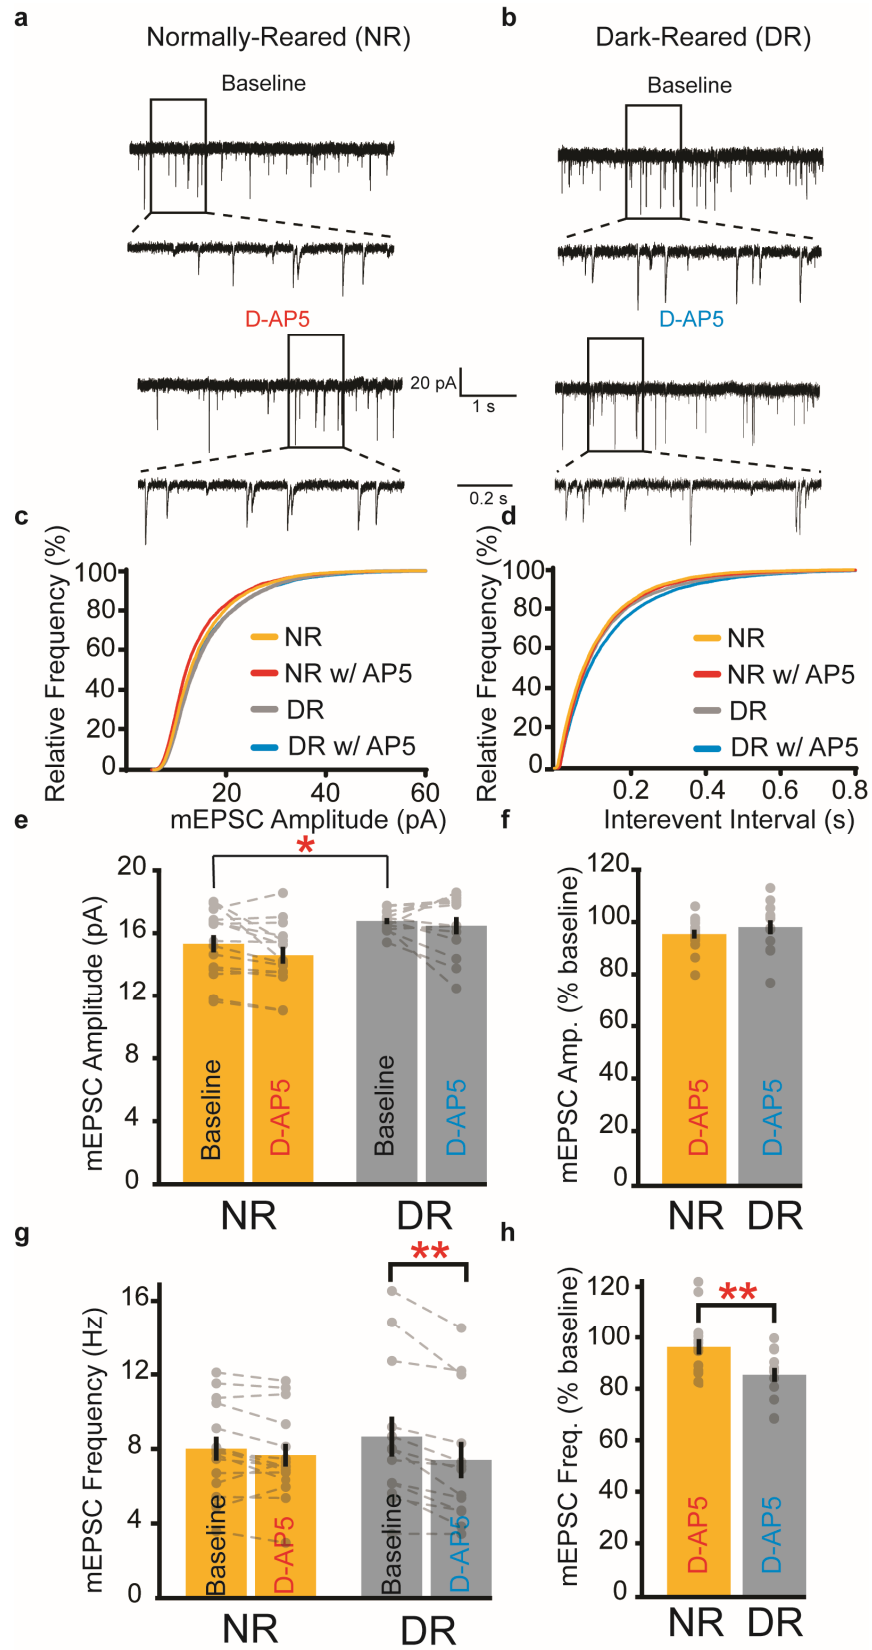 a
b
Normally-Reared (NR)
Dark-Reared (DR)
Baseline
Baseline
D-AP5
D-AP5
20 pA
1 s
0.2 s
c
d
Relative Frequency (%)
100
80
60
40
20
0
NR
NR w/ AP5
DR
DR w/ AP5
20
40
60
mEPSC Amplitude (pA)
Relative Frequency (%)
100
80
60
40
20
0
NR
NR w/ AP5
DR
DR w/ AP5
0.2
0.4
0.6
0.8
Interevent Interval (s)
e
mEPSC Amplitude (pA)
20
16
12
8
4
0
*
Baseline
D-AP5
Baseline
D-AP5
NR
DR
f
mEPSC Amp. (% baseline)
120
100
80
60
40
20
0
D-AP5
D-AP5
NR
DR
g
mEPSC Frequency (Hz)
16
12
8
4
0
**
Baseline
D-AP5
Baseline
D-AP5
NR
DR
h
mEPSC Freq. (% baseline)
120
100
80
60
40
20
0
**
D-AP5
D-AP5
NR
DR